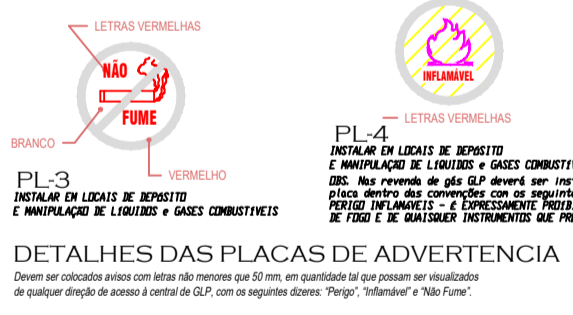 LETRAS VERMELHAS
NÃO
FUME
BRANCO
VERMELHO
PL-3
INSTALAR EM LOCAIS DE DEPóSITO
E MANIPULAÇÃO DE LíQUIDOS e GASES COMBUSTíVEIS
INFLAMÁVEL
LETRAS VERMELHAS
PL-4
INSTALAR EM LOCAIS DE DEPóSITO
E MANIPULAÇÃO DE LíQUIDOS e GASES COMBUSTí
OBS. Nas revenda de gás GLP deverá ser ins
placa dentro das convenções com os seguint
PERIGO INFLAMÁVEIS - É EXPRESSAMENTE PROIB
DE FOGO E DE QUAISQUER INSTRUMENTOS QUE PR
DETALHES DAS PLACAS DE ADVERTENCIA
Devem ser colocados avisos com letras não menores que 50 mm, em quantidade tal que possam ser visualizados
de qualquer direção de acesso à central de GLP, com os seguintes dizeres: “Perigo”, “Inflamável” e “Não Fume”.